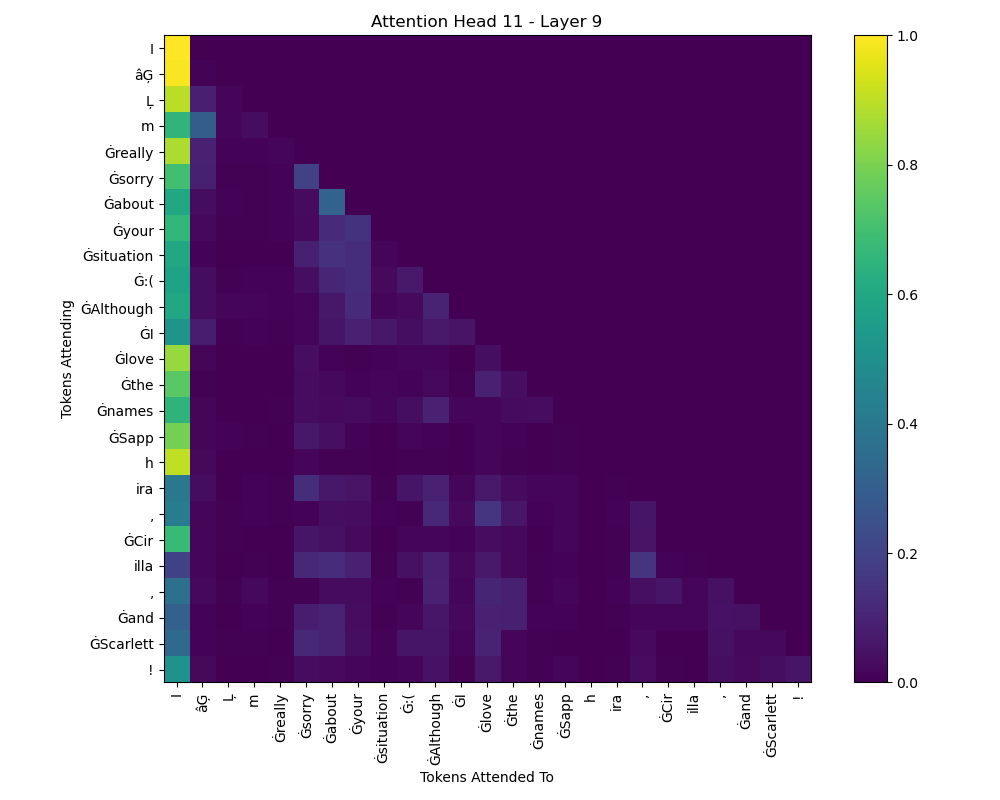 Attention Head 11 - Layer 9
I
âĢ
Ļ
m
Ġreally
Ġsorry
Ġabout
Ġyour
Ġsituation
Ġ:(
ĠAlthough
ĠI
Ġlove
Ġthe
Ġnames
ĠSapp
h
ira
,
ĠCir
illa
,
Ġand
ĠScarlett
!
Tokens Attending
I
âĢ
Ļ
m
Ġreally
Ġsorry
Ġabout
Ġyour
Ġsituation
Ġ:(
ĠAlthough
ĠI
Ġlove
Ġthe
Ġnames
ĠSapp
h
ira
,
ĠCir
illa
,
Ġand
ĠScarlett
!
Tokens Attended To
1.0
0.8
0.6
0.4
0.2
0.0